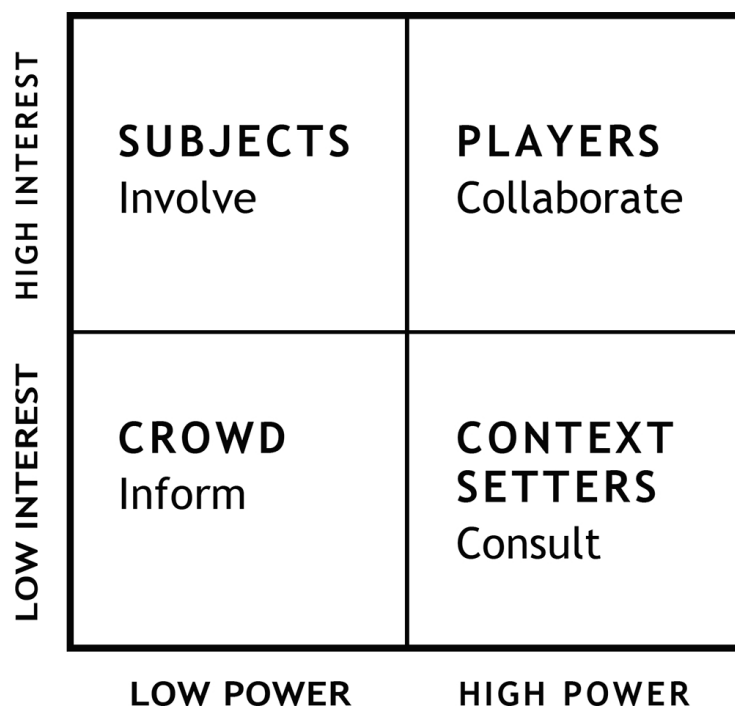 HIGH INTEREST
SUBJECTS
Involve
PLAYERS
Collaborate
LOW INTEREST
CROWD
Inform
CONTEXT
SETTERS
Consult
LOW POWER
HIGH POWER